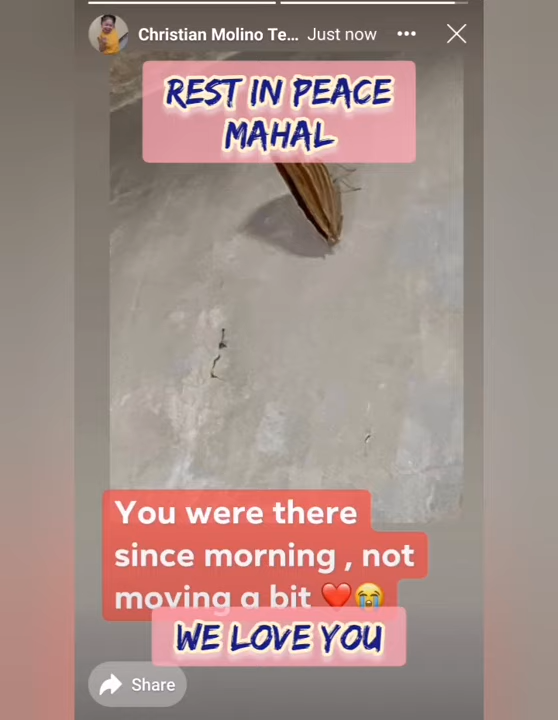 Christian Molino Te... Just now
REST IN PEACE
MAHAL
You were there
since morning , not
moving a bit ❤️😭
WE LOVE YOU
Share